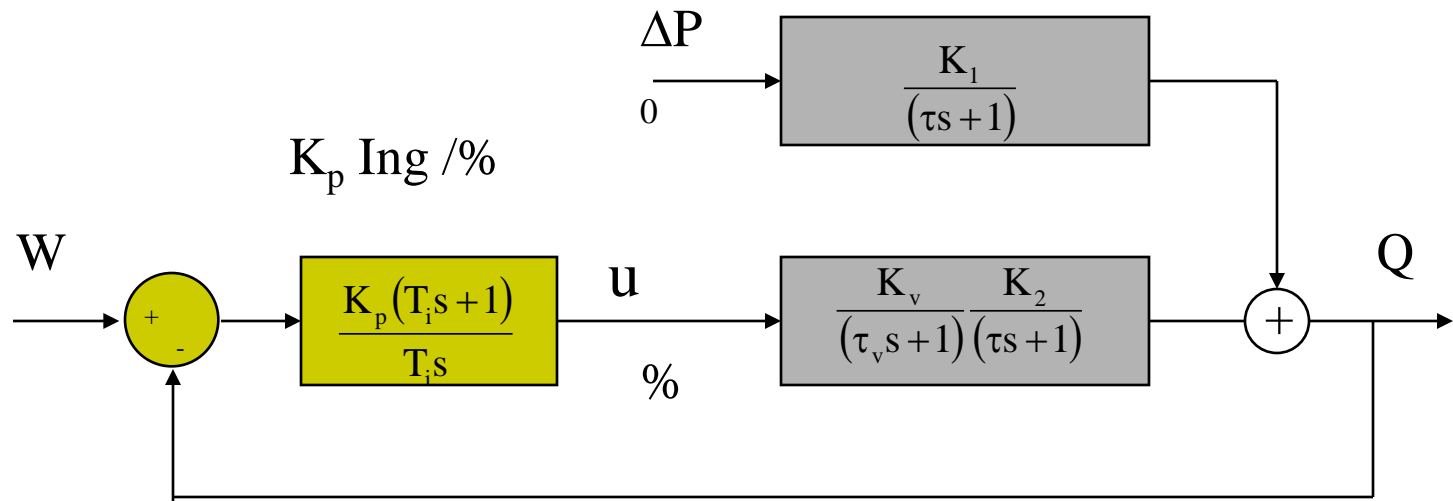 ΔP
0
K₁
(τs + 1)
Kₚ Ing /%
W
+
-
Kₚ(Tᵢs + 1)
Tᵢs
u
%
Kᵥ K₂
(τᵥs + 1) (τs + 1)
+
Q